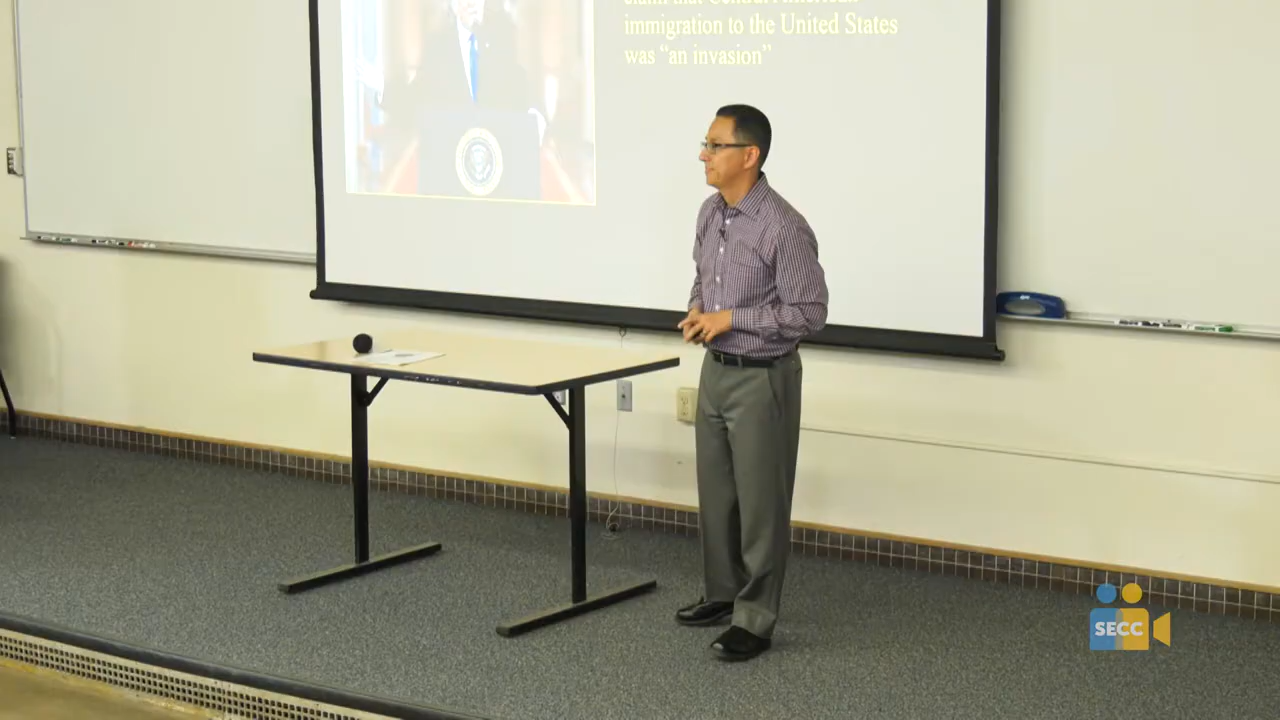 immigration to the United States
was “an invasion”
SECC